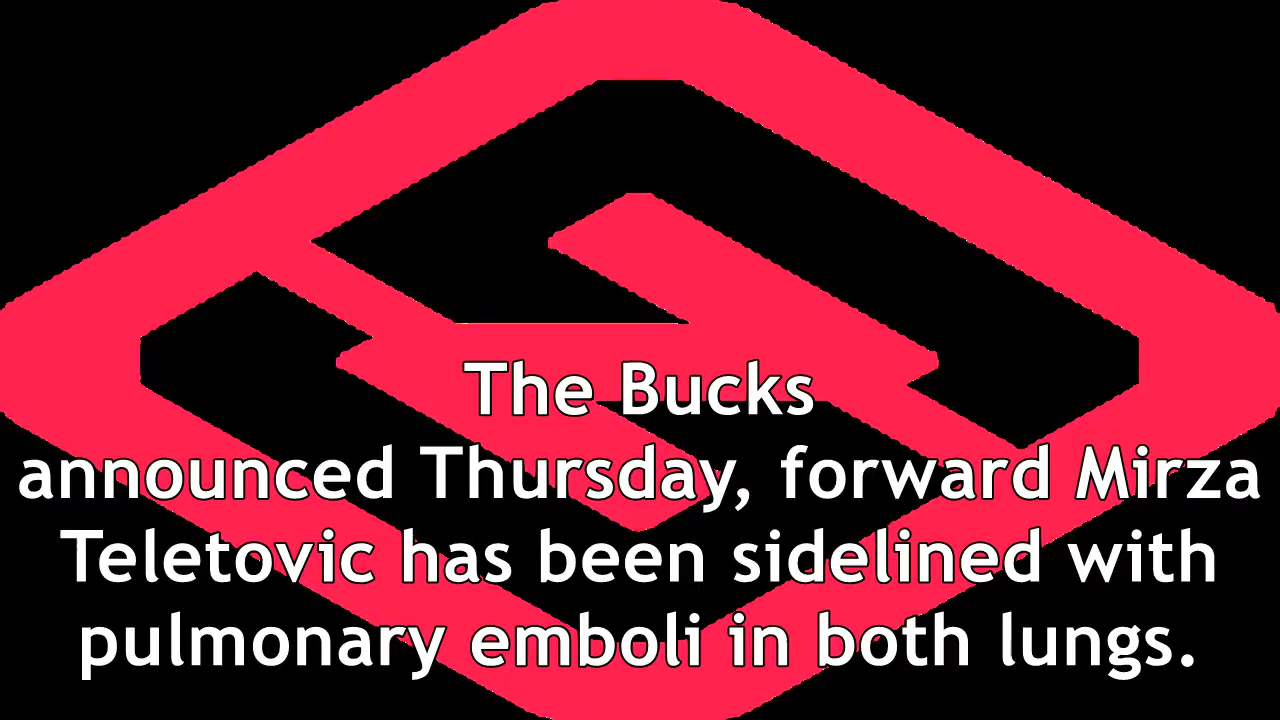 The Bucks
announced Thursday, forward Mirza
Teletovic has been sidelined with
pulmonary emboli in both lungs.